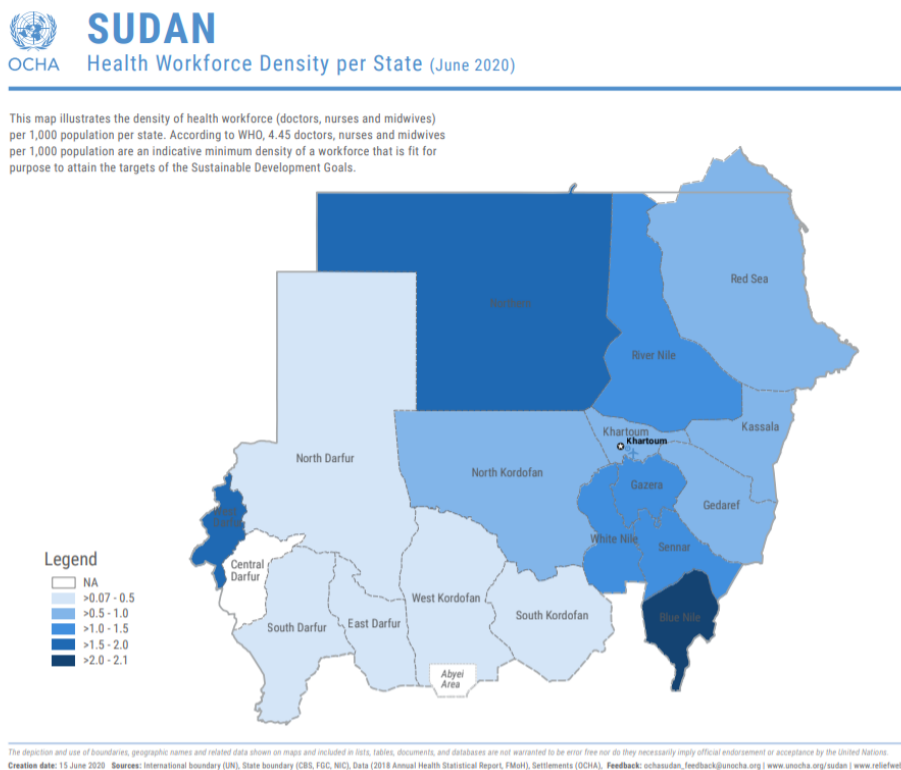 SUDAN
OCHA
Health Workforce Density per State (June 2020)
This map illustrates the density of health workforce (doctors, nurses and midwives)
per 1,000 population per state. According to WHO, 4.45 doctors, nurses and midwives
per 1,000 population are an indicative minimum density of a workforce that is fit for
purpose to attain the targets of the Sustainable Development Goals.
Red Sea
Northern
River Nile
Kassala
Khartoum
Khartoum
North Darfur
North Kordofan
Gazera
Gedaref
West
Darfur
White Nile
Sennar
Central
Darfur
West Kordofan
South Kordofan
Blue Nile
South Darfur
East Darfur
Abyei
Area
Legend
NA
>0.07 - 0.5
>0.5 - 1.0
>1.0 - 1.5
>1.5 - 2.0
>2.0 - 2.1
The depiction and use of boundaries, geographic names and related data shown on maps and included in lists, tables, documents, and databases are not warranted to be error free nor do they necessarily imply official endorsement or acceptance by the United Nations.
Creation date: 15 June 2020 Sources: International boundary (UN), State boundary (CBS, FGC, NIC), Data (2018 Annual Health Statistical Report, FMoH), Settlements (OCHA), Feedback: ochasudan_feedback@unocha.org | www.unocha.org/sudan | www.reliefwel